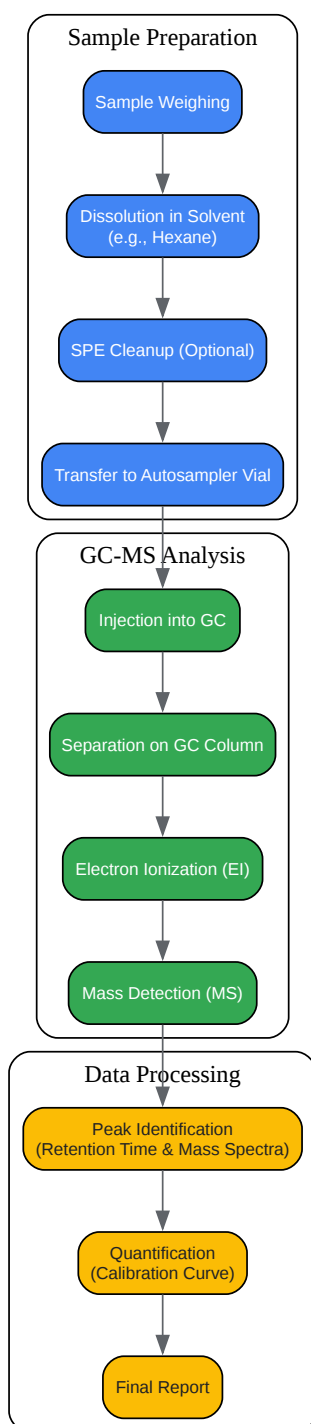 Sample Preparation
Sample Weighing
Dissolution in Solvent
(e.g., Hexane)
SPE Cleanup (Optional)
Transfer to Autosampler Vial
GC-MS Analysis
Injection into GC
Separation on GC Column
Electron Ionization (EI)
Mass Detection (MS)
Data Processing
Peak Identification
(Retention Time & Mass Spectra)
Quantification
(Calibration Curve)
Final Report